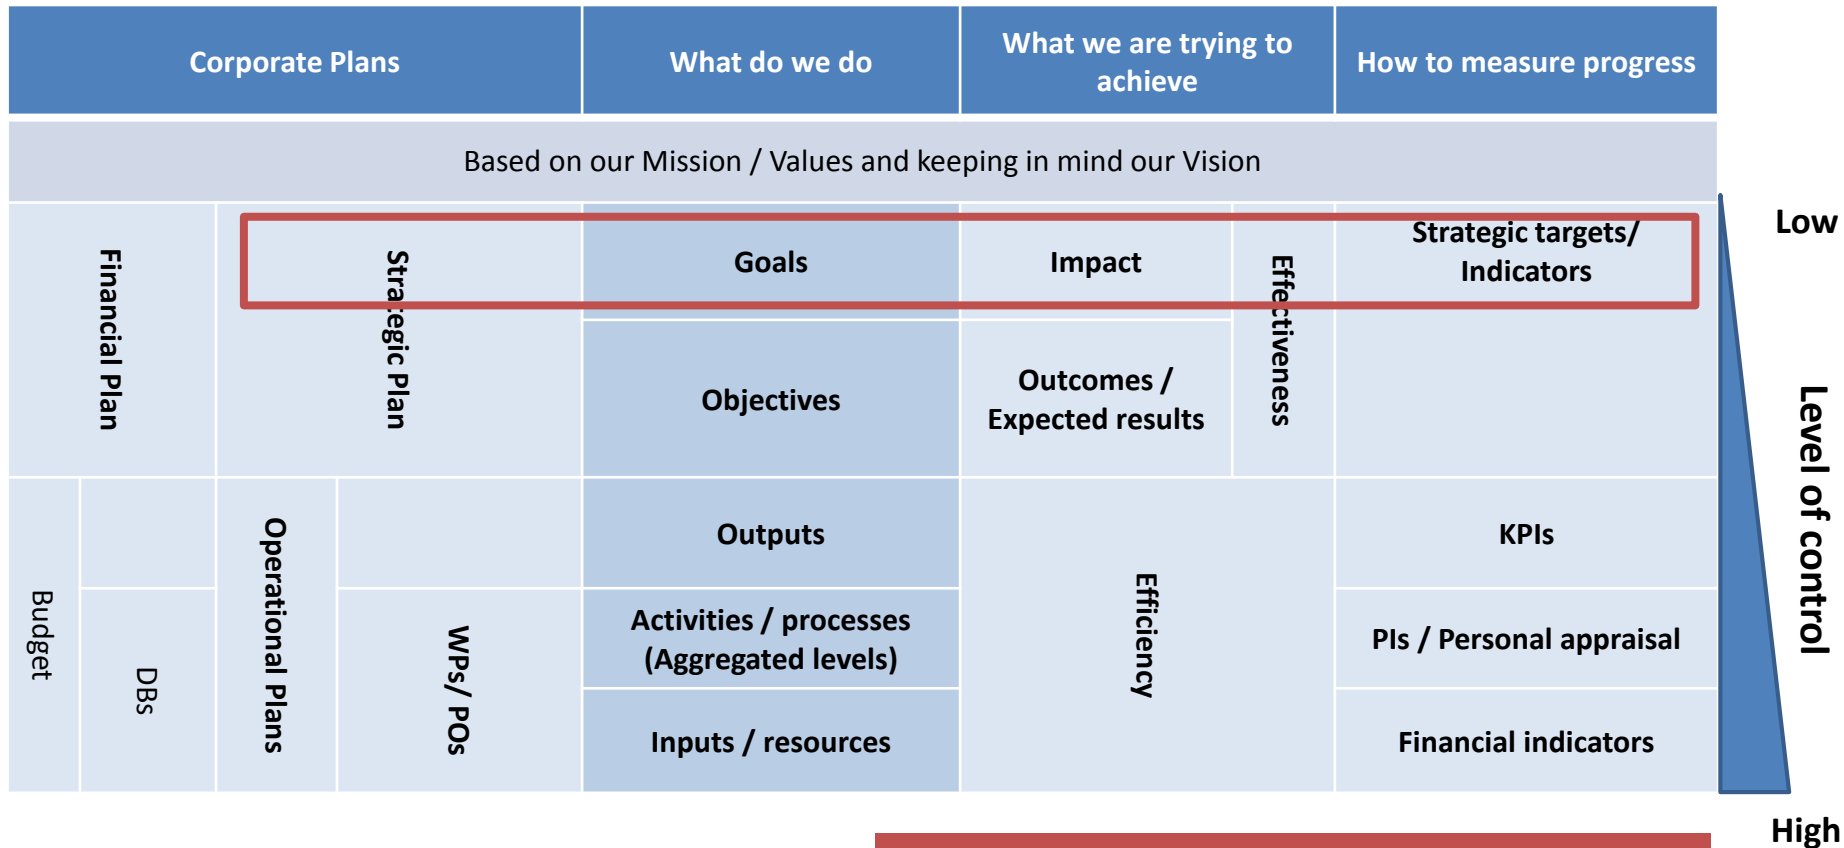 Corporate Plans
What do we do
What we are trying to
achieve
How to measure progress
Based on our Mission / Values and keeping in mind our Vision
Low
Financial Plan
Strategic Plan
Goals
Impact
Effectiveness
Strategic targets/
Indicators
Objectives
Outcomes /
Expected results
Level of control
Budget
DBs
Operational Plans
WPs/ POs
Outputs
Efficiency
KPIs
Activities / processes
(Aggregated levels)
PIs / Personal appraisal
Inputs / resources
Financial indicators
High